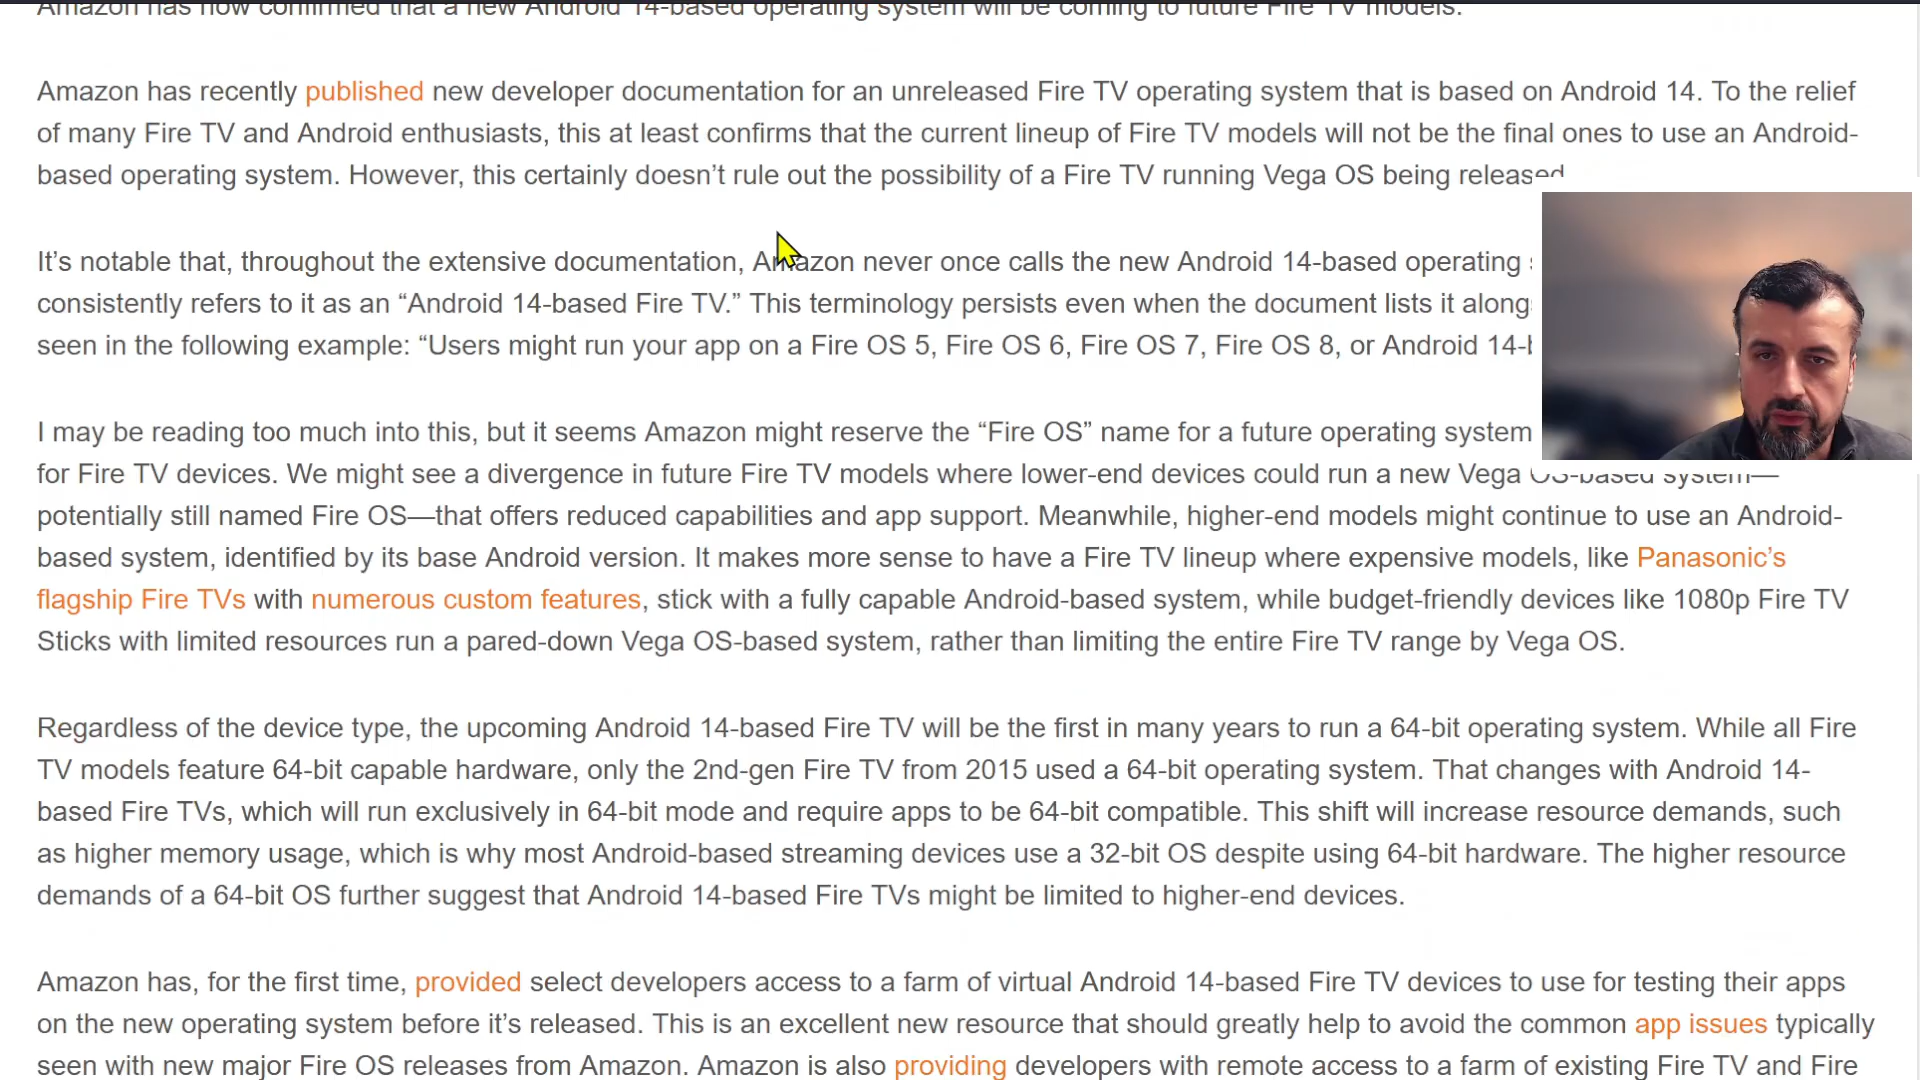 Amazon has now confirmed that a new Android 14-based operating system will be coming to future Fire TV models.
Amazon has recently published new developer documentation for an unreleased Fire TV operating system that is based on Android 14. To the relief
of many Fire TV and Android enthusiasts, this at least confirms that the current lineup of Fire TV models will not be the final ones to use an Android-
based operating system. However, this certainly doesn’t rule out the possibility of a Fire TV running Vega OS being released.
It’s notable that, throughout the extensive documentation, Amazon never once calls the new Android 14-based operating
consistently refers to it as an “Android 14-based Fire TV.” This terminology persists even when the document lists it
seen in the following example: “Users might run your app on a Fire OS 5, Fire OS 6, Fire OS 7, Fire OS 8, or Android
I may be reading too much into this, but it seems Amazon might reserve the “Fire OS” name for a future operating system
for Fire TV devices. We might see a divergence in future Fire TV models where lower-end devices could run a new Vega OS-based system—
potentially still named Fire OS—that offers reduced capabilities and app support. Meanwhile, higher-end models might continue to use an Android-
based system, identified by its base Android version. It makes more sense to have a Fire TV lineup where expensive models, like Panasonic’s
flagship Fire TVs with numerous custom features, stick with a fully capable Android-based system, while budget-friendly devices like 1080p Fire TV
Sticks with limited resources run a pared-down Vega OS-based system, rather than limiting the entire Fire TV range by Vega OS.
Regardless of the device type, the upcoming Android 14-based Fire TV will be the first in many years to run a 64-bit operating system. While all Fire
TV models feature 64-bit capable hardware, only the 2nd-gen Fire TV from 2015 used a 64-bit operating system. That changes with Android 14-
based Fire TVs, which will run exclusively in 64-bit mode and require apps to be 64-bit compatible. This shift will increase resource demands, such
as higher memory usage, which is why most Android-based streaming devices use a 32-bit OS despite using 64-bit hardware. The higher resource
demands of a 64-bit OS further suggest that Android 14-based Fire TVs might be limited to higher-end devices.
Amazon has, for the first time, provided select developers access to a farm of virtual Android 14-based Fire TV devices to use for testing their apps
on the new operating system before it’s released. This is an excellent new resource that should greatly help to avoid the common app issues typically
seen with new major Fire OS releases from Amazon. Amazon is also providing developers with remote access to a farm of existing Fire TV and Fire